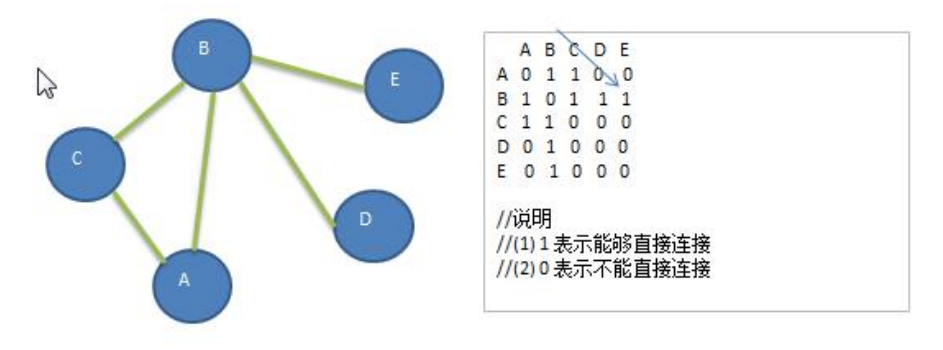 B
E
C
D
A
A B C D E
A 0 1 1 0 0
B 1 0 1 1 1
C 1 1 0 0 0
D 0 1 0 0 0
E 0 1 0 0 0
//说明
//(1) 1 表示能够直接连接
//(2) 0 表示不能直接连接